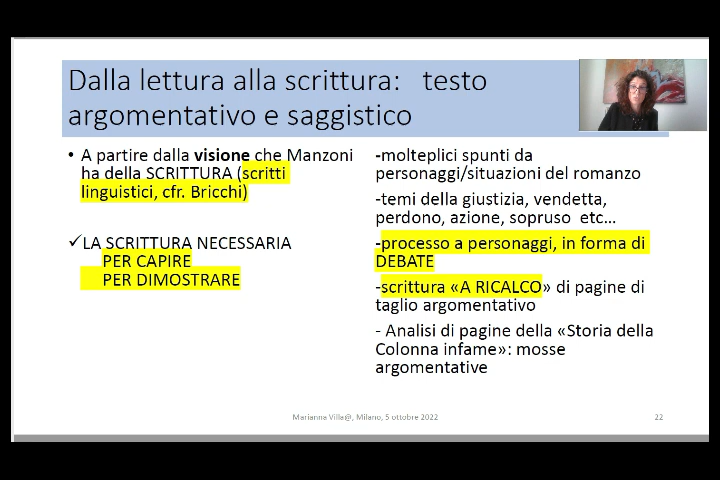 Dalla lettura alla scrittura: testo
argomentativo e saggistico
• A partire dalla visione che Manzoni
ha della SCRITTURA (scritti
linguistici, cfr. Bricchi)
✓LA SCRITTURA NECESSARIA
PER CAPIRE
PER DIMOSTRARE
-molteplici spunti da
personaggi/situazioni del romanzo
-temi della giustizia, vendetta,
perdono, azione, sopruso etc...
-processo a personaggi, in forma di
DEBATE
-scrittura «A RICALCO» di pagine di
taglio argomentativo
- Analisi di pagine della «Storia della
Colonna infame»: mosse
argomentative
Marianna Villa@, Milano, 5 ottobre 2022
22